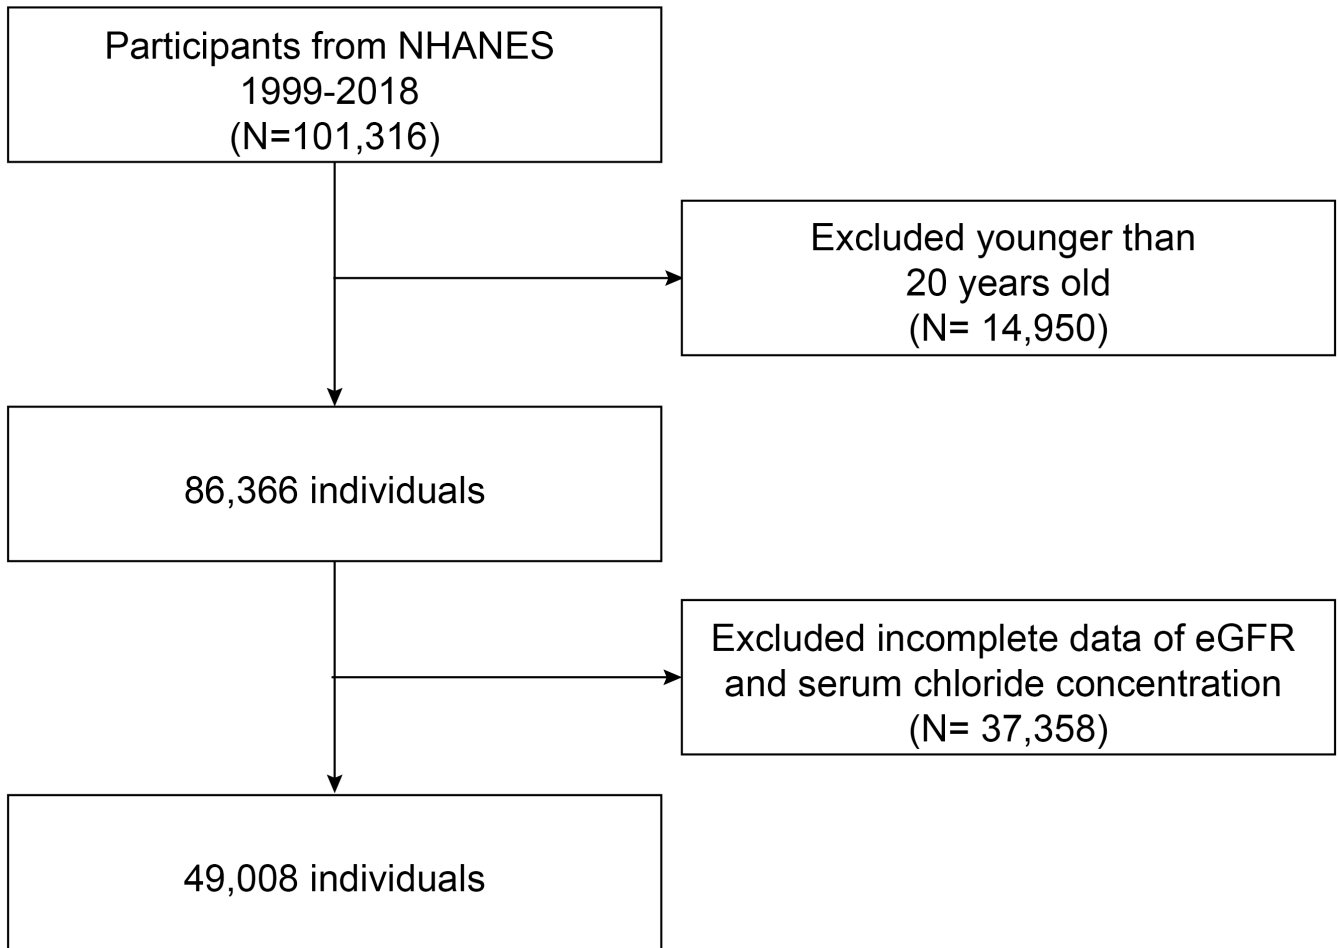 Participants from NHANES
1999-2018
(N=101,316)
Excluded younger than
20 years old
(N= 14,950)
86,366 individuals
Excluded incomplete data of eGFR
and serum chloride concentration
(N= 37,358)
49,008 individuals